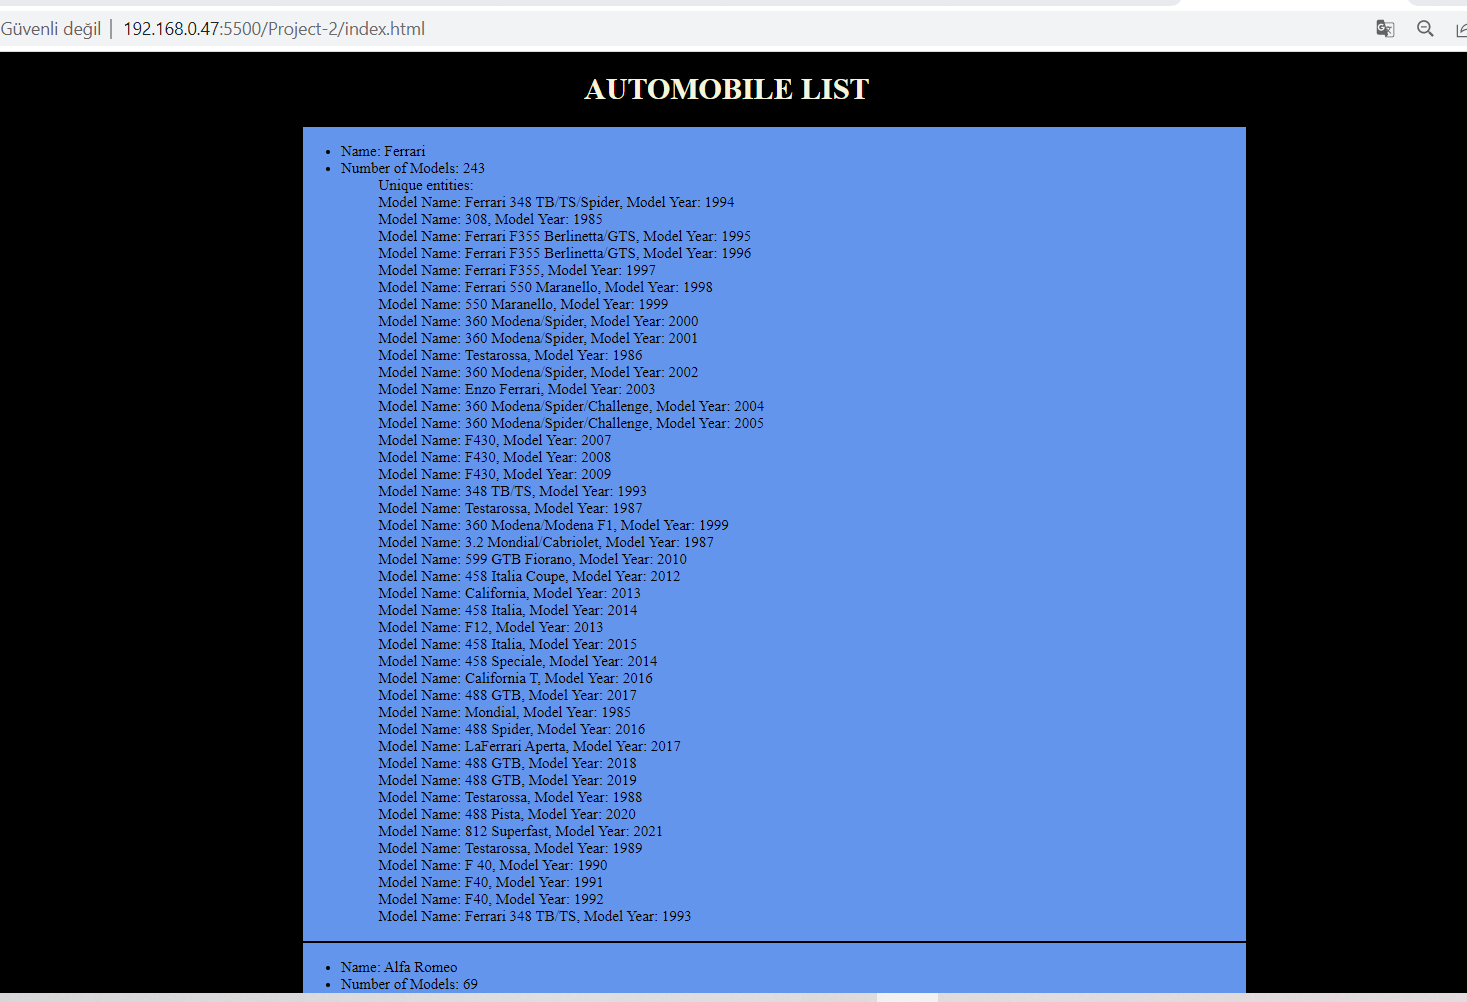 Güvenli değil | 192.168.0.47:5500/Project-2/index.html
AUTOMOBILE LIST
Name: Ferrari
Number of Models: 243
Unique entities:
Model Name: Ferrari 348 TB/TS/Spider, Model Year: 1994
Model Name: 308, Model Year: 1985
Model Name: Ferrari F355 Berlinetta/GTS, Model Year: 1995
Model Name: Ferrari F355 Berlinetta/GTS, Model Year: 1996
Model Name: Ferrari F355, Model Year: 1997
Model Name: Ferrari 550 Maranello, Model Year: 1998
Model Name: 550 Maranello, Model Year: 1999
Model Name: 360 Modena/Spider, Model Year: 2000
Model Name: 360 Modena/Spider, Model Year: 2001
Model Name: Testarossa, Model Year: 1986
Model Name: 360 Modena/Spider, Model Year: 2002
Model Name: Enzo Ferrari, Model Year: 2003
Model Name: 360 Modena/Spider/Challenge, Model Year: 2004
Model Name: 360 Modena/Spider/Challenge, Model Year: 2005
Model Name: F430, Model Year: 2007
Model Name: F430, Model Year: 2008
Model Name: F430, Model Year: 2009
Model Name: 348 TB/TS, Model Year: 1993
Model Name: Testarossa, Model Year: 1987
Model Name: 360 Modena/Modena F1, Model Year: 1999
Model Name: 3.2 Mondial/Cabriolet, Model Year: 1987
Model Name: 599 GTB Fiorano, Model Year: 2010
Model Name: 458 Italia Coupe, Model Year: 2012
Model Name: California, Model Year: 2013
Model Name: 458 Italia, Model Year: 2014
Model Name: F12, Model Year: 2013
Model Name: 458 Italia, Model Year: 2015
Model Name: 458 Speciale, Model Year: 2014
Model Name: California T, Model Year: 2016
Model Name: 488 GTB, Model Year: 2017
Model Name: Mondial, Model Year: 1985
Model Name: 488 Spider, Model Year: 2016
Model Name: LaFerrari Aperta, Model Year: 2017
Model Name: 488 GTB, Model Year: 2018
Model Name: 488 GTB, Model Year: 2019
Model Name: Testarossa, Model Year: 1988
Model Name: 488 Pista, Model Year: 2020
Model Name: 812 Superfast, Model Year: 2021
Model Name: Testarossa, Model Year: 1989
Model Name: F 40, Model Year: 1990
Model Name: F40, Model Year: 1991
Model Name: F40, Model Year: 1992
Model Name: Ferrari 348 TB/TS, Model Year: 1993
Name: Alfa Romeo
Number of Models: 69